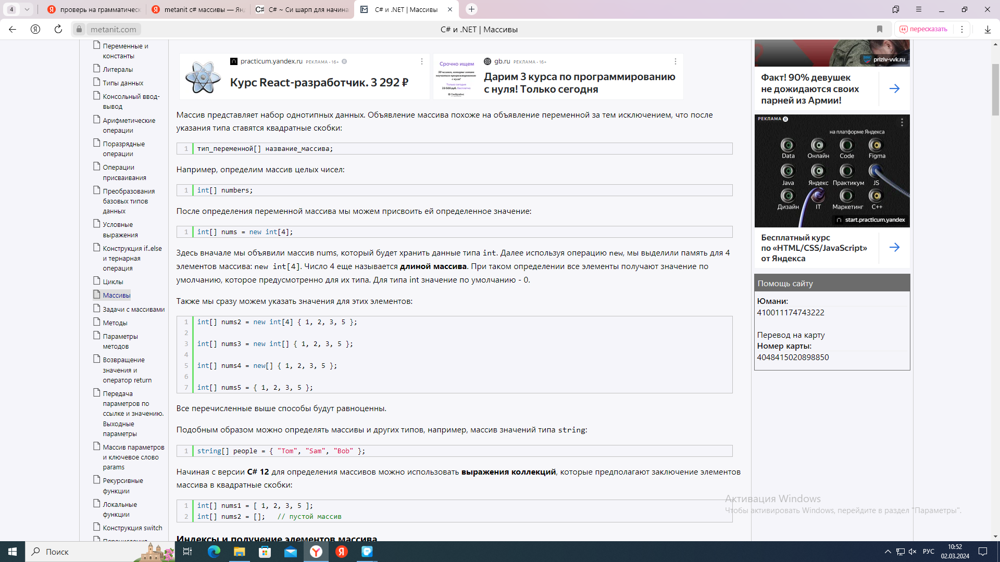 4
проверь на грамматическ
metanit c# массивы — Ян
C# ~ Си шарп для начина
C# и .NET | Массивы
metanit.com
C# и .NET | Массивы
пересказать
Переменные и
константы
Литералы
Типы данных
Консольный ввод-
вывод
Арифметические
операции
Поразрядные
операции
Операции
присваивания
Преобразования
базовых типов
данных
Условные
выражения
Конструкция if..else
и тернарная
операция
Циклы
Массивы
Задачи с массивами
Методы
Параметры
методов
Возвращение
значения и
оператор return
Передача
параметров по
ссылке и значению.
Выходные
параметры
Массив параметров
и ключевое слово
params
Рекурсивные
функции
Локальные
функции
Конструкция switch
Перечисления
practicum.yandex.ru РЕКЛАМА • 16+
Курс React-разработчик. 3 292 ₽
Срочно ищем
50 человек, которые хотят
научиться программированию
с нуля!
Только сегодня
23 500 руб. бесплатно
GeekBrains
gb.ru РЕКЛАМА • 16+
Дарим 3 курса по программированию
с нуля! Только сегодня
Массив представляет набор однотипных данных. Объявление массива похоже на объявление переменной за тем исключением, что после
указания типа ставятся квадратные скобки:
1 тип_переменной[] название_массива;
Например, определим массив целых чисел:
1 int[] numbers;
После определения переменной массива мы можем присвоить ей определенное значение:
1 int[] nums = new int[4];
Здесь вначале мы объявили массив nums, который будет хранить данные типа int. Далее используя операцию new, мы выделили память для 4
элементов массива: new int[4]. Число 4 еще называется длиной массива. При таком определении все элементы получают значение по
умолчанию, которое предусмотренно для их типа. Для типа int значение по умолчанию - 0.
Также мы сразу можем указать значения для этих элементов:
1 int[] nums2 = new int[4] { 1, 2, 3, 5 };
2
3 int[] nums3 = new int[] { 1, 2, 3, 5 };
4
5 int[] nums4 = new[] { 1, 2, 3, 5 };
6
7 int[] nums5 = { 1, 2, 3, 5 };
Все перечисленные выше способы будут равноценны.
Подобным образом можно определять массивы и других типов, например, массив значений типа string:
1 string[] people = { "Tom", "Sam", "Bob" };
Начиная с версии C# 12 для определения массивов можно использовать выражения коллекций, которые предполагают заключение элементов
массива в квадратные скобки:
1 int[] nums1 = [ 1, 2, 3, 5 ];
2 int[] nums2 = []; // пустой массив
Индексы и получение элементов массива
priziv-vvk.ru
Факт! 90% девушек
не дожидаются своих
парней из Армии!
РЕКЛАМА
на платформе Яндекса
Data Онлайн Code Figma
Java Яндекс Практикум JS
Дизайн IT Маркетинг C++
start.practicum.yandex
Бесплатный курс
по «HTML/CSS/JavaScript»
от Яндекса
Помощь сайту
Юмани:
410011174743222
Перевод на карту
Номер карты:
4048415020898850
Активация Windows
Чтобы активировать Windows, перейдите в раздел "Параметры".
Поиск
РУС
10:52
02.03.2024